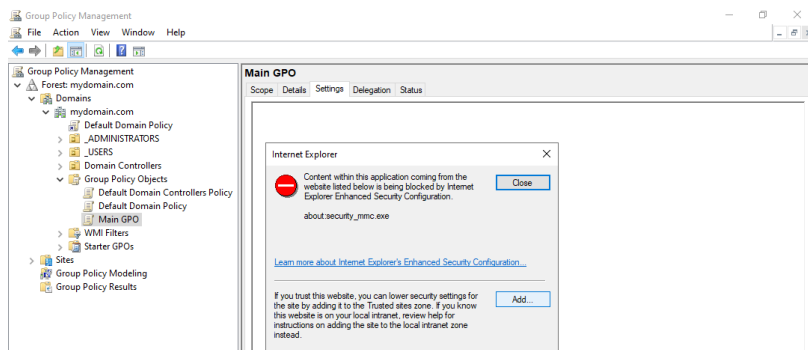 Group Policy Management
File Action View Window Help
Group Policy Management
Forest: mydomain.com
Domains
mydomain.com
Default Domain Policy
_ADMINISTRATORS
_USERS
Domain Controllers
Group Policy Objects
Default Domain Controllers Policy
Default Domain Policy
Main GPO
WMI Filters
Starter GPOs
Sites
Group Policy Modeling
Group Policy Results
Main GPO
Scope Details Settings Delegation Status
Internet Explorer
Content within this application coming from the
website listed below is being blocked by Internet
Explorer Enhanced Security Configuration.
Close
about:security_mmc.exe
Learn more about Internet Explorer's Enhanced Security Configuration...
If you trust this website, you can lower security settings for
the site by adding it to the Trusted sites zone. If you know
this website is on your local intranet, review help for
instructions on adding the site to the local intranet zone
instead.
Add...